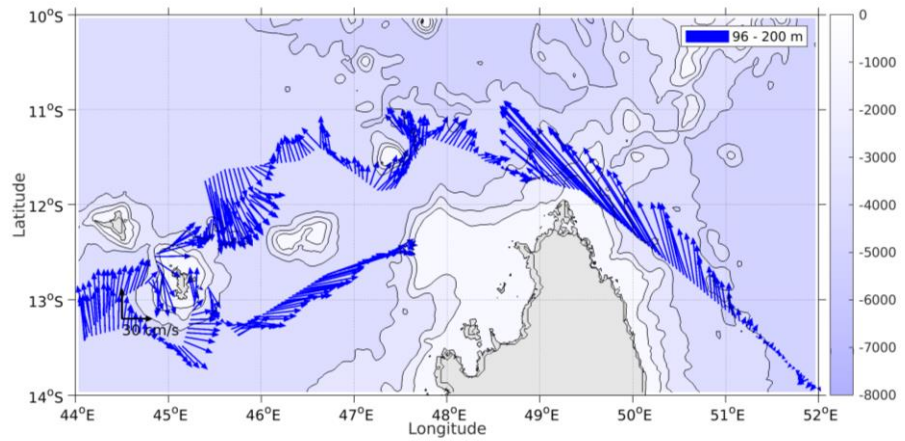 10°S
11°S
12°S
13°S
14°S
Latitude
44°E
45°E
46°E
47°E
48°E
49°E
50°E
51°E
52°E
Longitude
96 - 200 m
30 cm/s
0
-1000
-2000
-3000
-4000
-5000
-6000
-7000
-8000